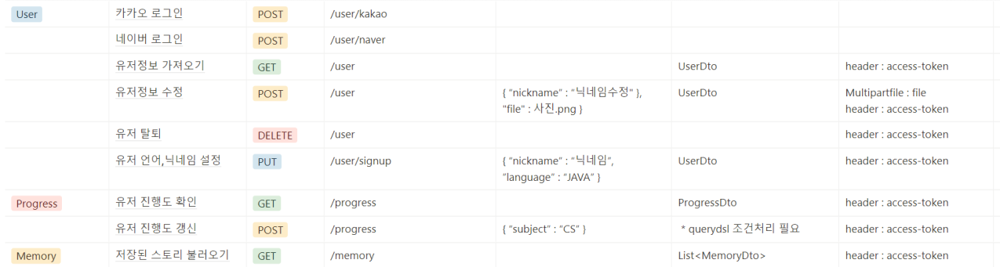 User 카카오 로그인 POST /user/kakao
네이버 로그인 POST /user/naver
유저정보 가져오기 GET /user UserDto header : access-token
유저정보 수정 POST /user { “nickname” : “닉네임수정" }, UserDto Multipartfile : file
"file" : 사진.png } header : access-token
유저 탈퇴 DELETE /user header : access-token
유저 언어,닉네임 설정 PUT /user/signup { “nickname” : “닉네임”, UserDto header : access-token
“language” : “JAVA” }
Progress 유저 진행도 확인 GET /progress ProgressDto header : access-token
유저 진행도 갱신 POST /progress { “subject” : “CS” } * querydsl 조건처리 필요 header : access-token
Memory 저장된 스토리 불러오기 GET /memory List<MemoryDto> header : access-token